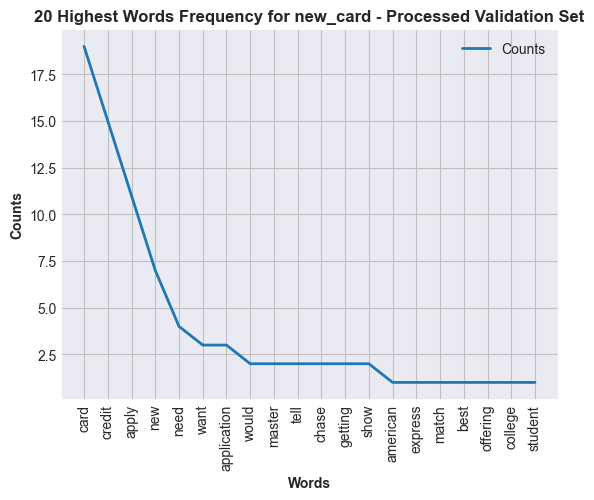 20 Highest Words Frequency for new_card - Processed Validation Set
Counts
17.5
15.0
12.5
10.0
7.5
5.0
2.5
Counts
card
credit
apply
new
need
want
application
would
master
tell
chase
getting
show
american
express
match
best
offering
college
student
Words